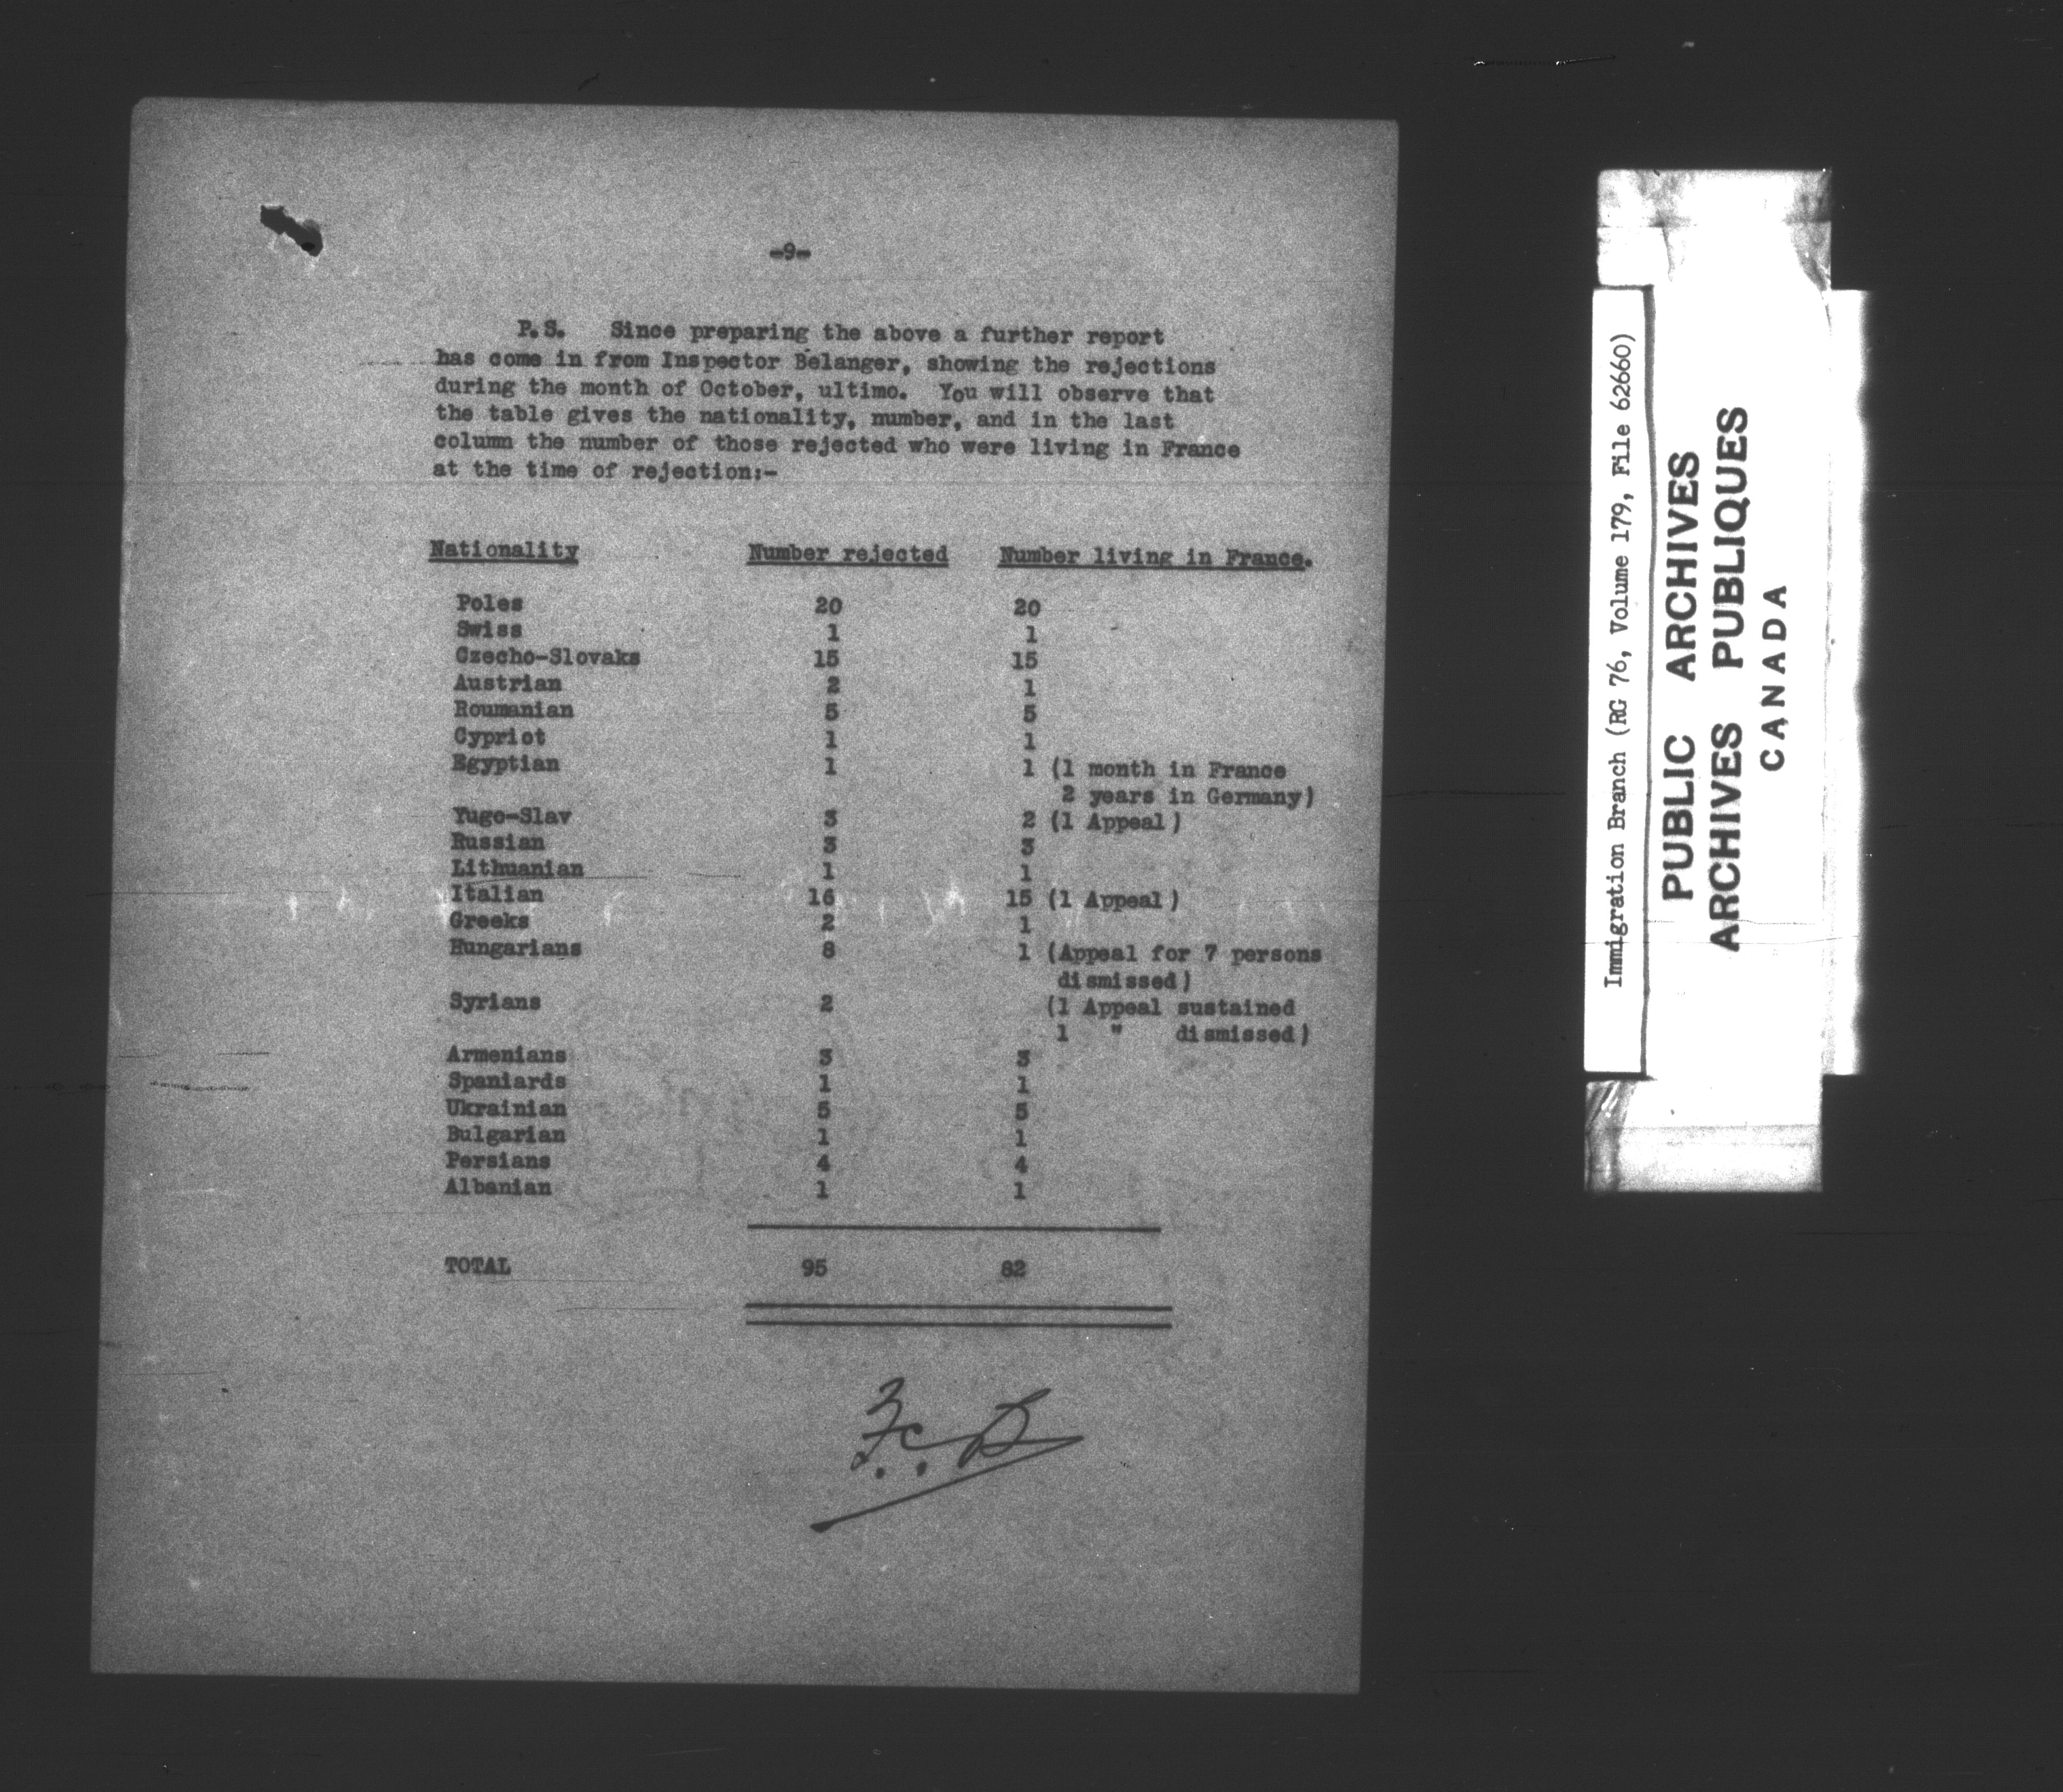 -9-
P.S. Since preparing the above a further report
has come in from Inspector Belanger, showing the rejections
during the month of October, ultimo. You will observe that
the table gives the nationality, number, and in the last
column the number of those rejected who were living in France
at the time of rejection:-
Nationality Number rejected Number living in France.
Poles 20 20
Swiss 1 1
Czecho-Slovaks 15 15
Austrian 2 1
Roumanian 5 5
Cypriot 1 1
Egyptian 1 1 (1 month in France
2 years in Germany)
Yugo-Slav 3 2 (1 Appeal)
Russian 3 3
Lithuanian 1 1
Italian 16 15 (1 Appeal)
Greeks 2 1
Hungarians 8 1 (Appeal for 7 persons
dismissed)
Syrians 2 (1 Appeal sustained
1 " dismissed)
Armenians 3 3
Spaniards 1 1
Ukrainian 5 5
Bulgarian 1 1
Persians 4 4
Albanian 1 1
TOTAL 95 82
Immigration Branch (RG 76, Volume 179, File 62660)
PUBLIC ARCHIVES
ARCHIVES PUBLIQUES
CANADA